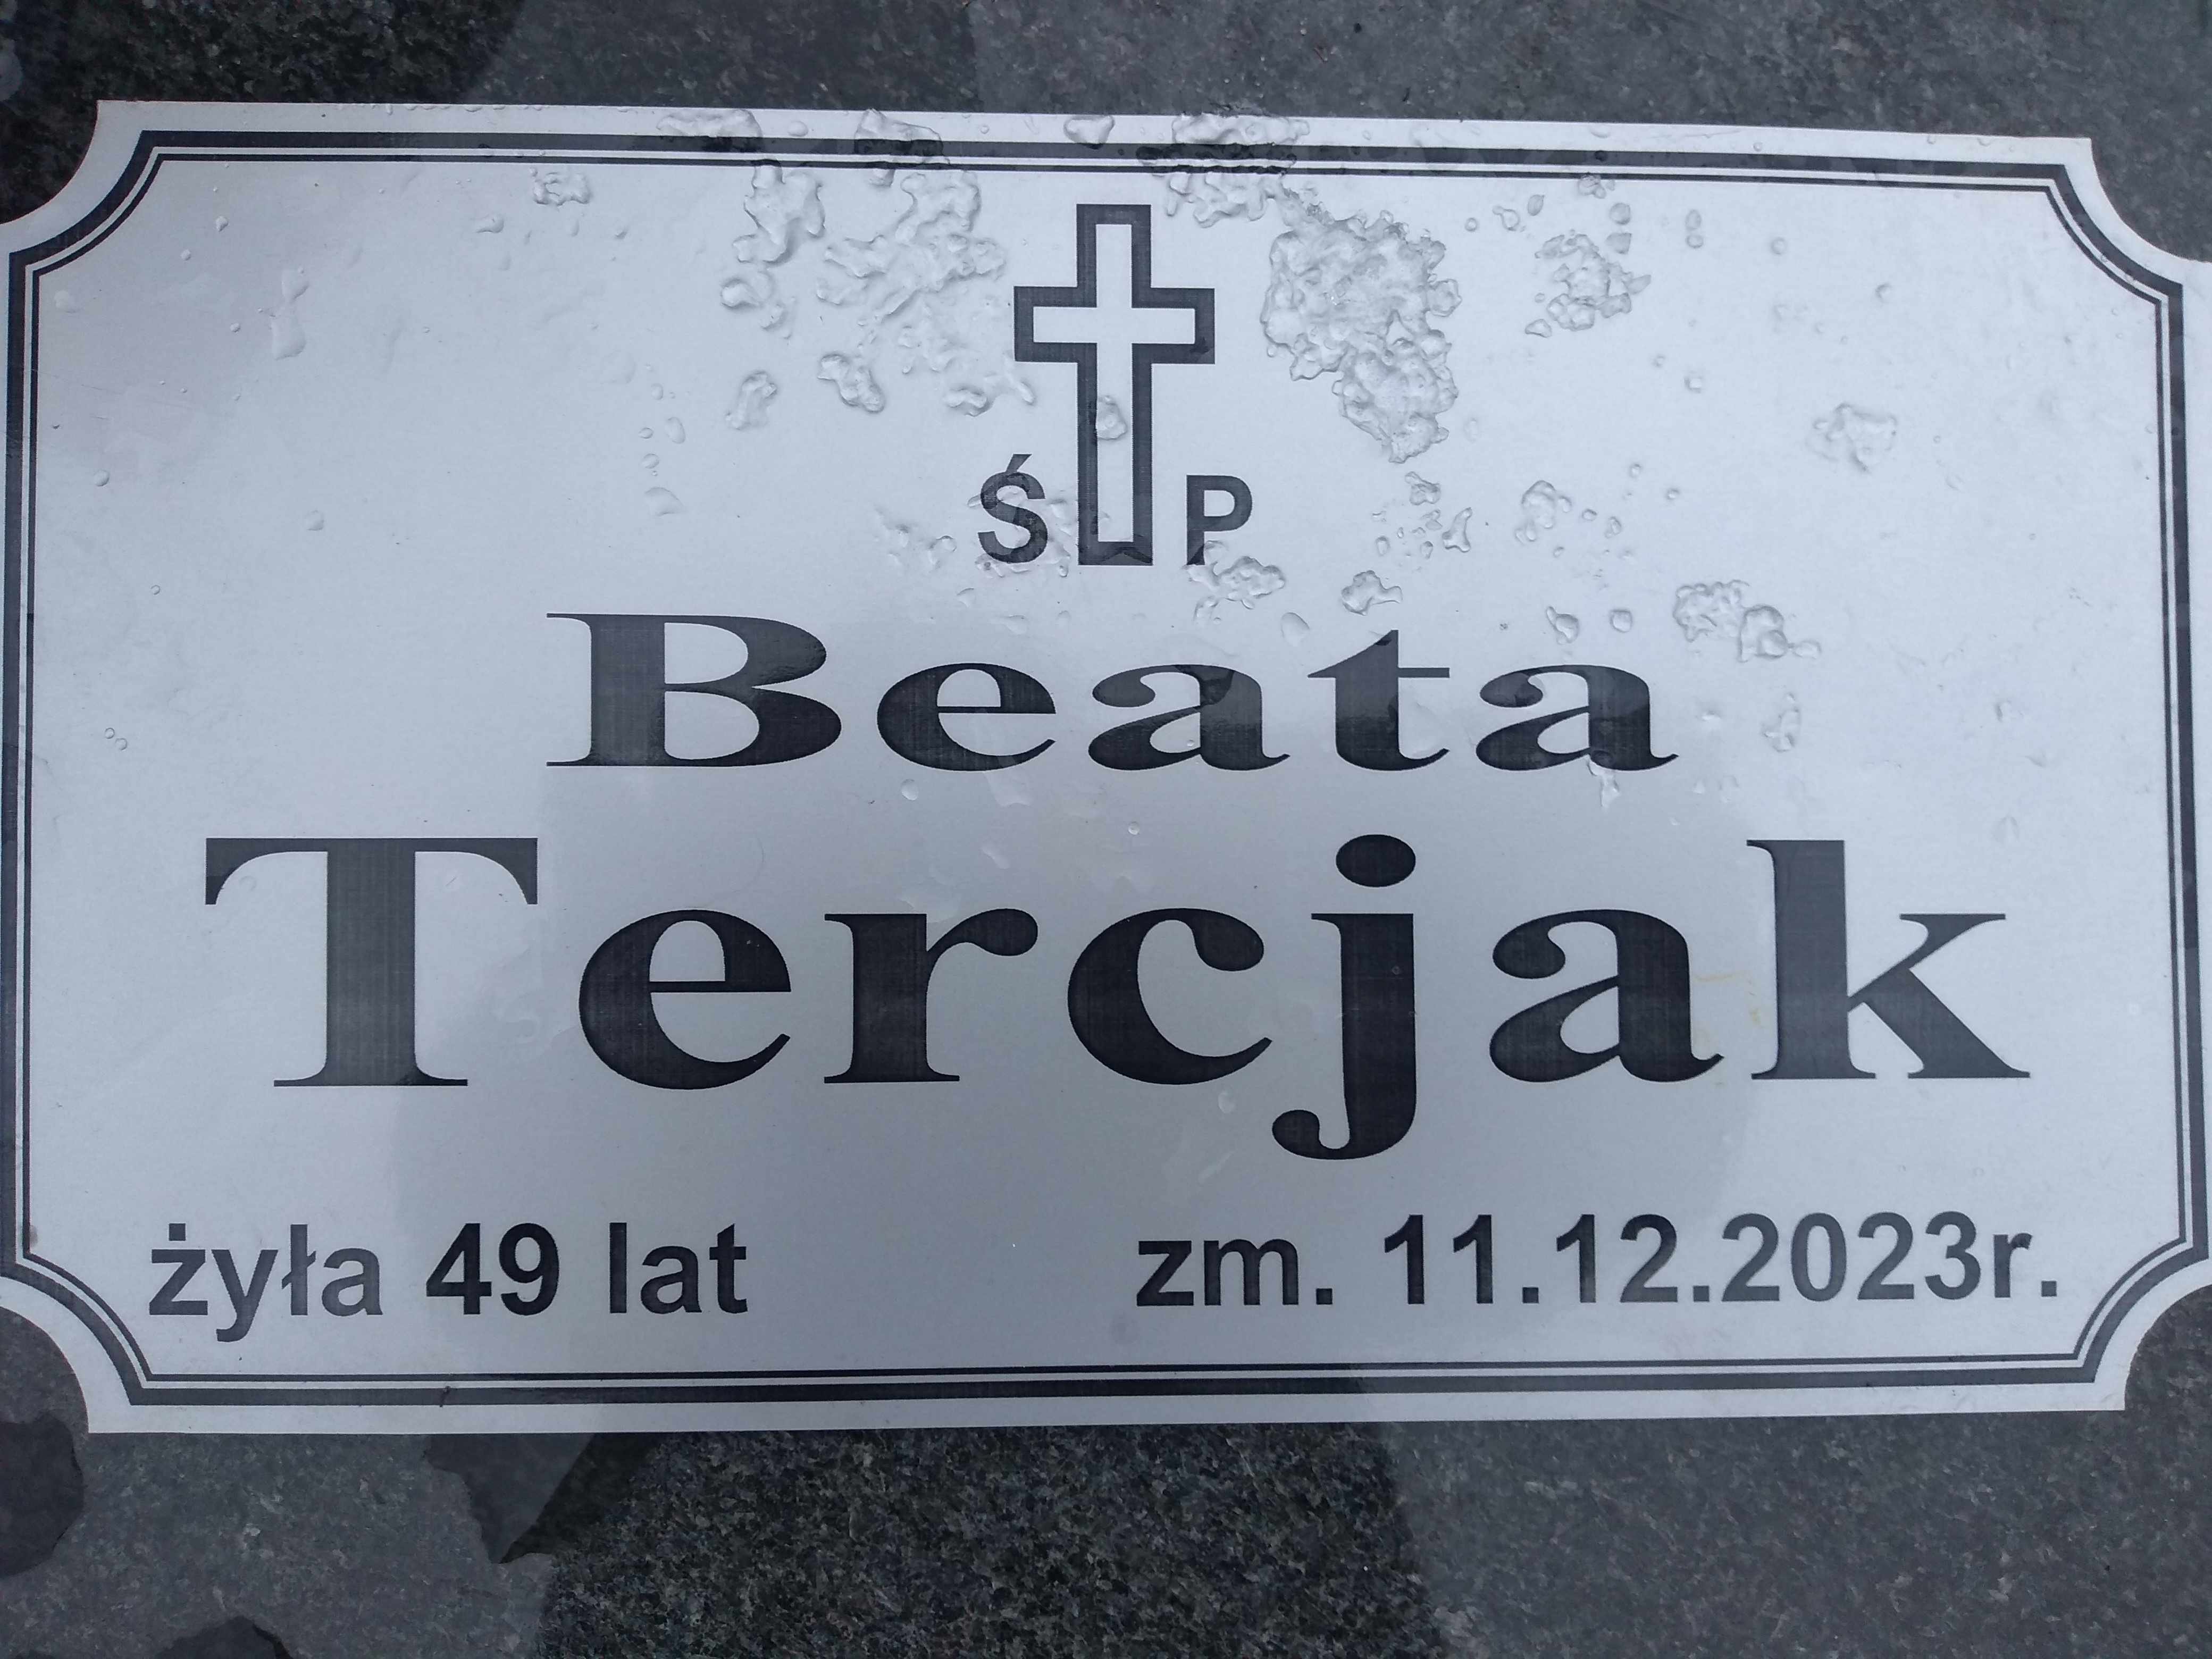 Ś P
Beata
Tercjak
żyła 49 lat zm. 11.12.2023r.